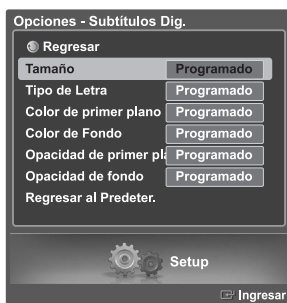 Opciones - Subtítulos Dig.
Regresar
Tamaño Programado
Tipo de Letra Programado
Color de primer plano Programado
Color de Fondo Programado
Opacidad de primer pla Programado
Opacidad de fondo Programado
Regresar al Predeter.
Setup
Ingresar